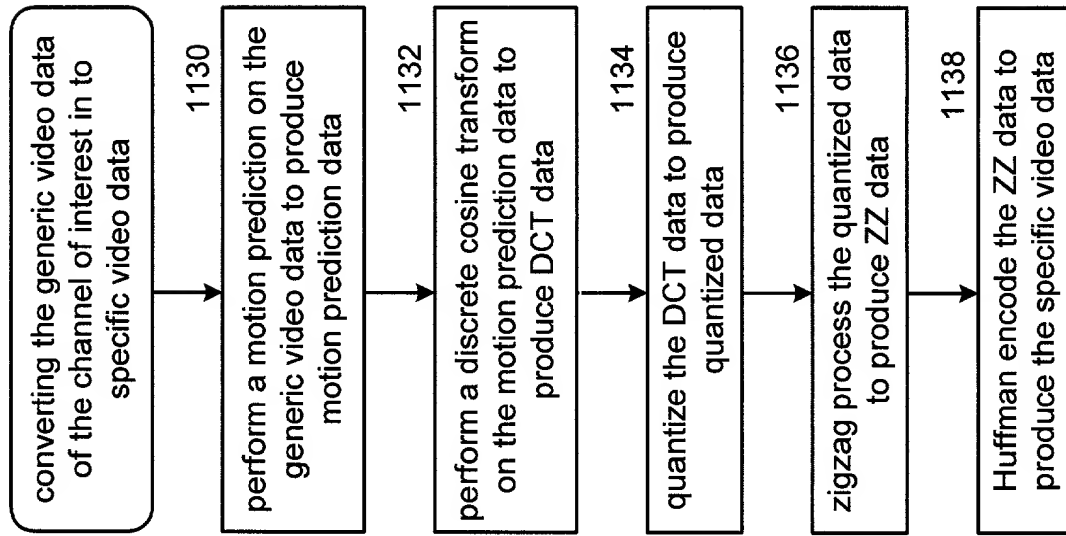 converting the generic video data
of the channel of interest in to
specific video data
1130
perform a motion prediction on the
generic video data to produce
motion prediction data
1132
perform a discrete cosine transform
on the motion prediction data to
produce DCT data
1134
quantize the DCT data to produce
quantized data
1136
zigzag process the quantized data
to produce ZZ data
1138
Huffman encode the ZZ data to
produce the specific video data